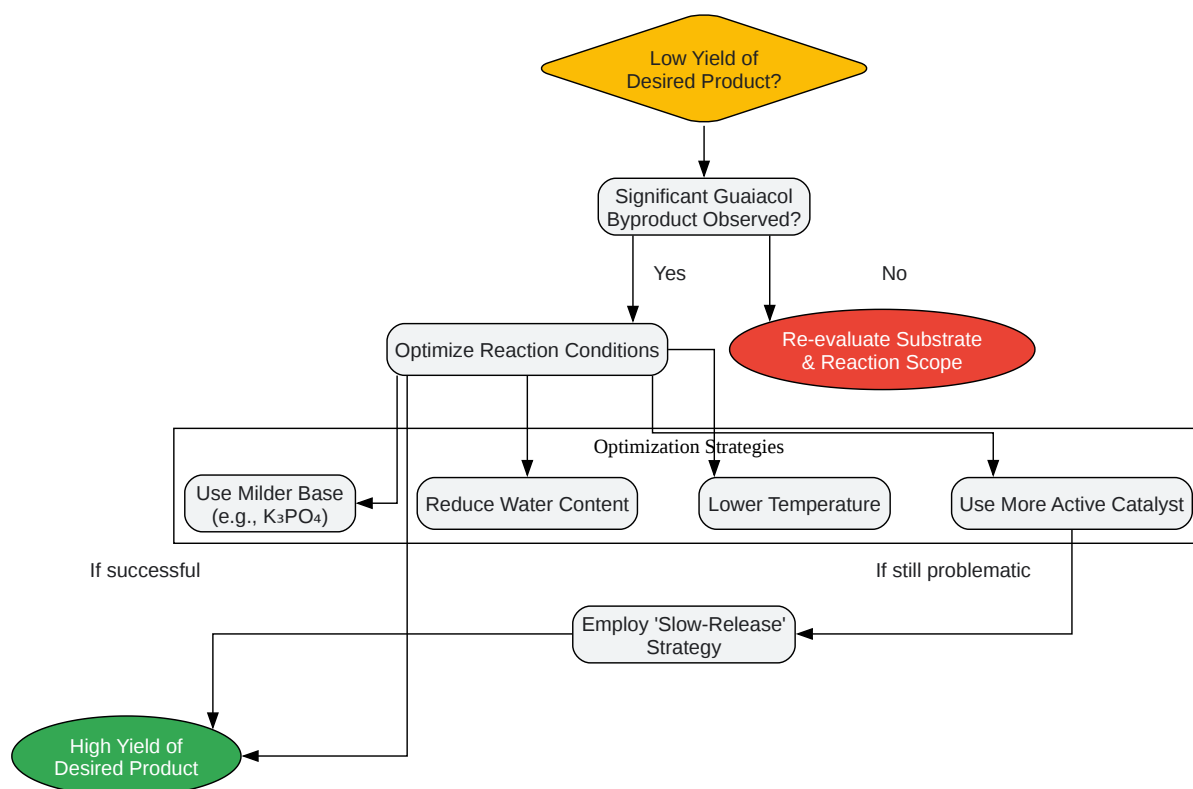 Low Yield of
Desired Product?
Significant Guaiacol
Byproduct Observed?
Yes
No
Optimize Reaction Conditions
Re-evaluate Substrate
& Reaction Scope
Optimization Strategies
Use Milder Base
(e.g., K₃PO₄)
Reduce Water Content
Lower Temperature
Use More Active Catalyst
If successful
If still problematic
Employ 'Slow-Release'
Strategy
High Yield of
Desired Product